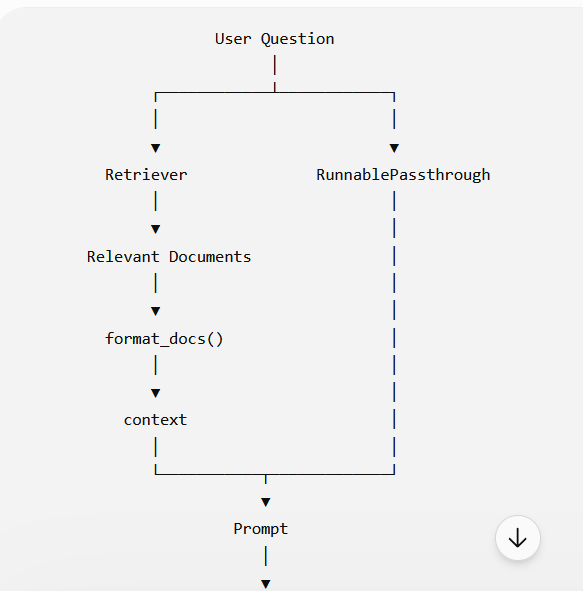 User Question
Retriever RunnablePassthrough
Relevant Documents
format_docs()
context
Prompt